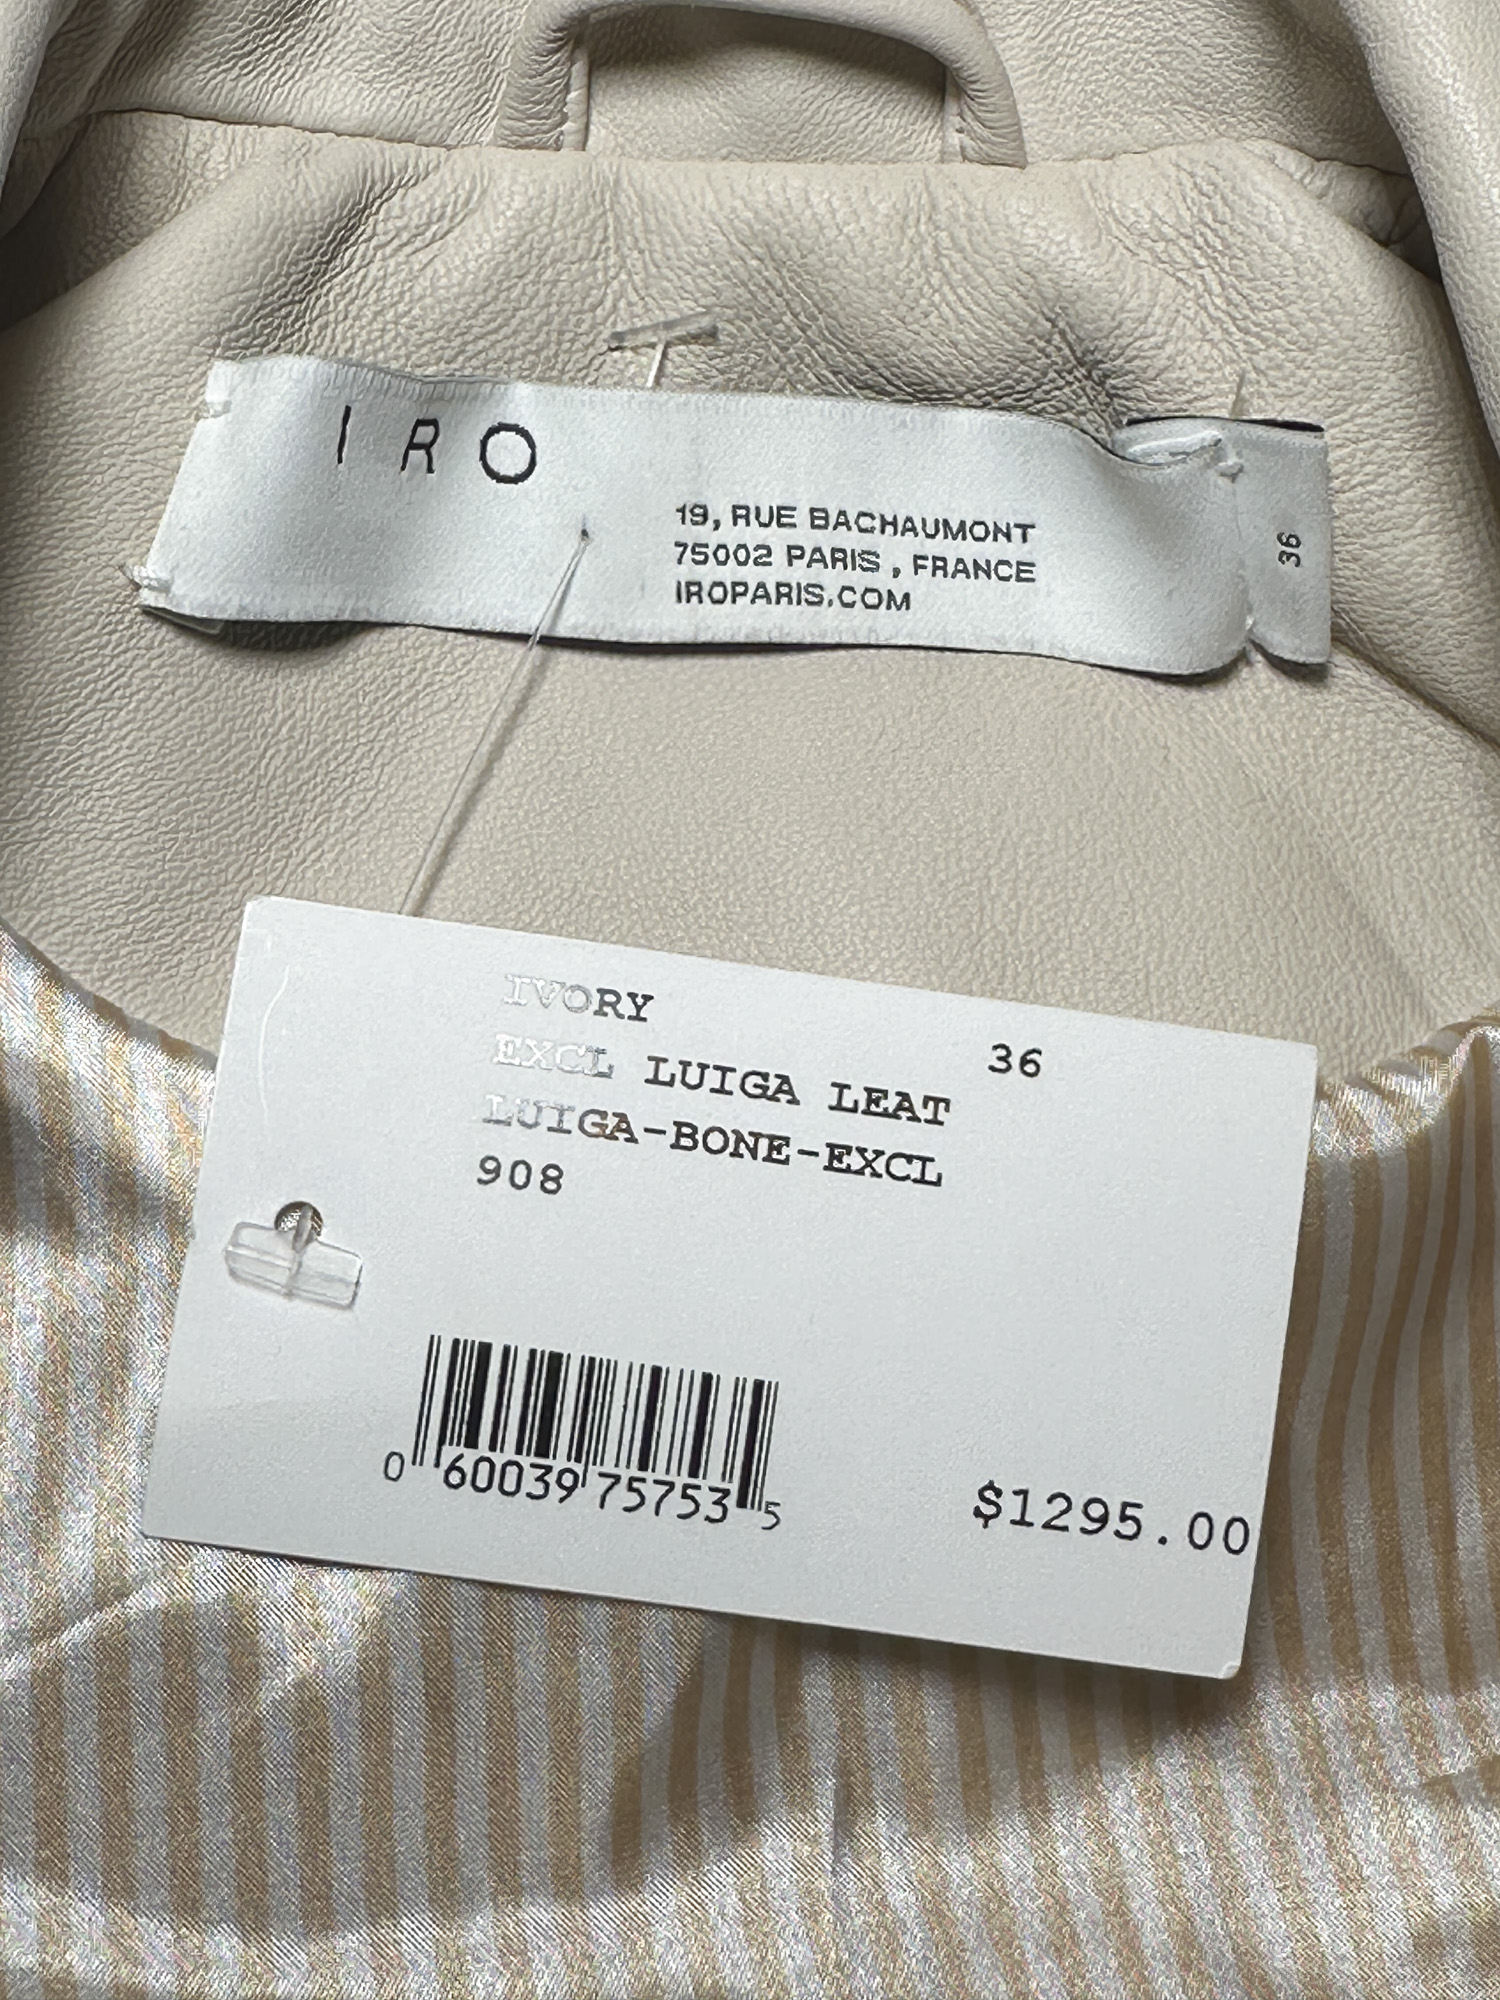 IRO
19, RUE BACHAUMONT
75002 PARIS, FRANCE
IROPARIS.COM
36
IVORY
36
EXCL LUIGA LEAT
LUIGA-BONE-EXCL
908
0 60039 75753 5
$1295.00